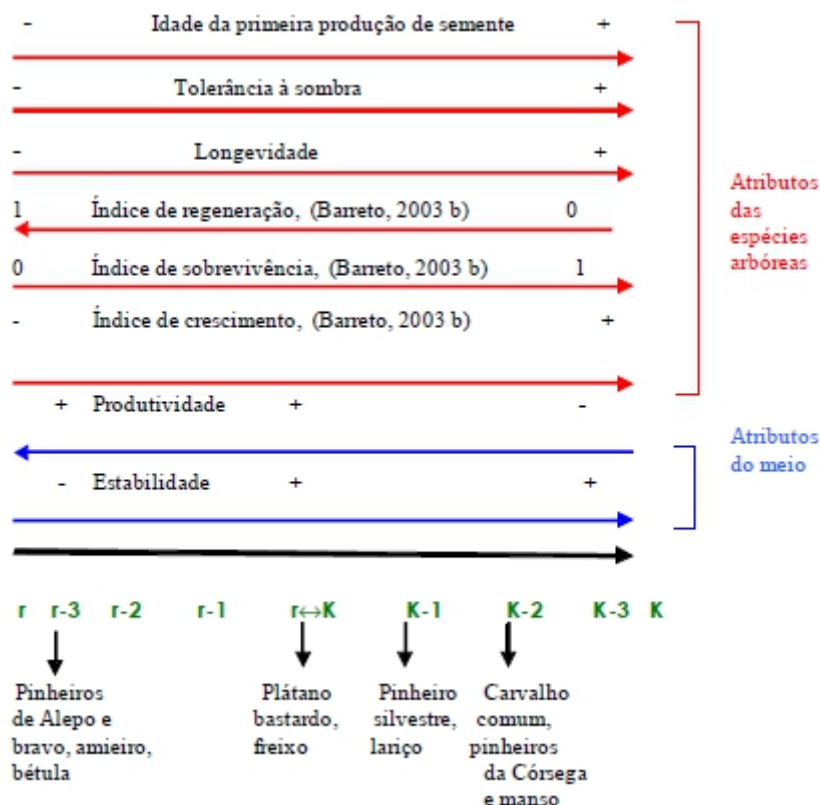 - Idade da primeira produção de semente +
- Tolerância à sombra +
- Longevidade +
1 Índice de regeneração, (Barreto, 2003 b) 0
0 Índice de sobrevivência, (Barreto, 2003 b) 1
- Índice de crescimento, (Barreto, 2003 b) +
Atributos
das
espécies
arbóreas
+ Produtividade + -
- Estabilidade + +
Atributos
do meio
r r-3 r-2 r-1 r↔K K-1 K-2 K-3 K
Pinheiros
de Alepo e
bravo, amieiro,
bétula
Plátano
bastardo,
freixo
Pinheiro
silvestre,
lariço
Carvalho
comum,
pinheiros
da Córsega
e manso